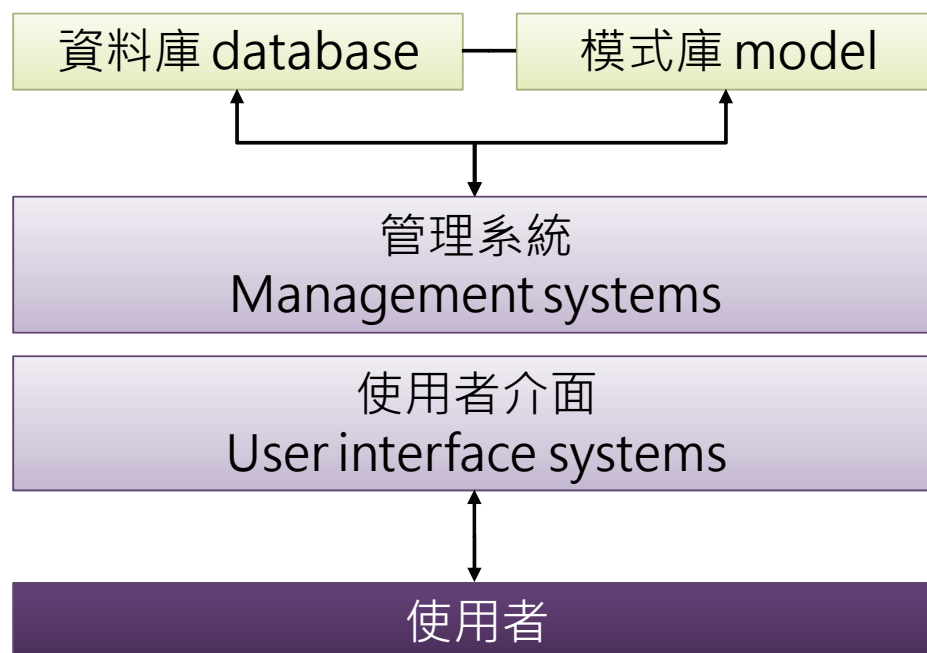 資料庫 database
模式庫 model
管理系統
Management systems
使用者介面
User interface systems
使用者